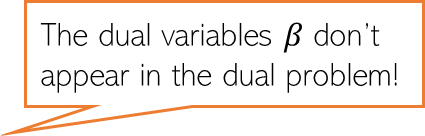 The dual variables 𝜷 don't
appear in the dual problem!